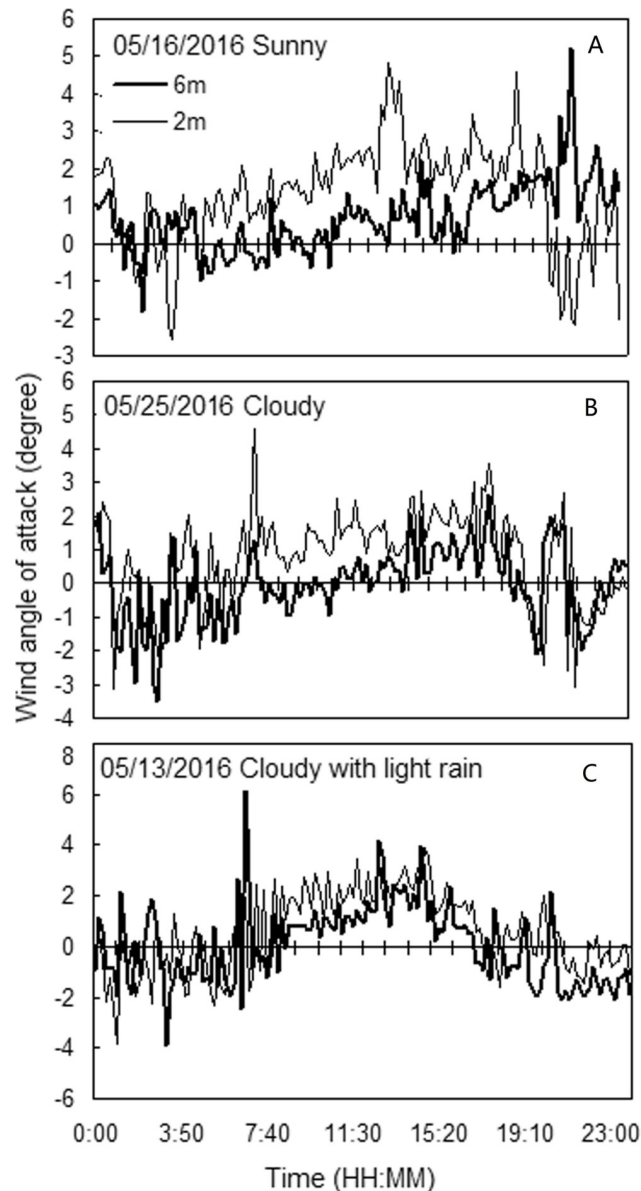 05/16/2016 Sunny
A
6m
2m
6
5
4
3
2
1
0
-1
-2
-3
05/25/2016 Cloudy
B
6
5
4
3
2
1
0
-1
-2
-3
-4
05/13/2016 Cloudy with light rain
C
8
6
4
2
0
-2
-4
-6
Wind angle of attack (degree)
0:00 3:50 7:40 11:30 15:20 19:10 23:00
Time (HH:MM)